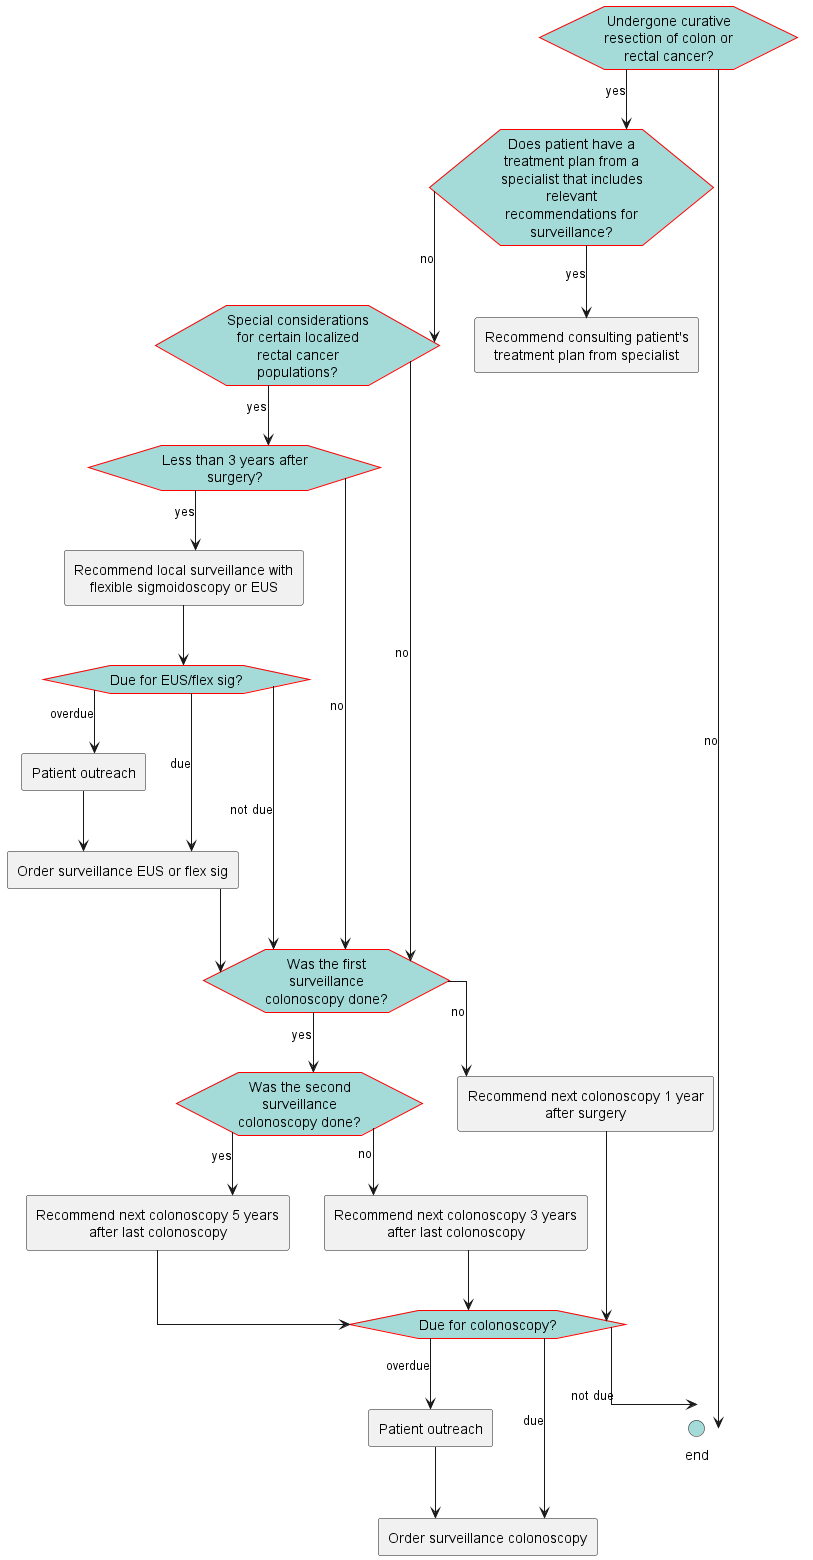 Undergone curative
resection of colon or
rectal cancer?
yes
Does patient have a
treatment plan from a
specialist that includes
relevant
recommendations for
surveillance?
no
yes
Special considerations
for certain localized
rectal cancer
populations?
Recommend consulting patient's
treatment plan from specialist
yes
Less than 3 years after
surgery?
yes
Recommend local surveillance with
flexible sigmoidoscopy or EUS
no
Due for EUS/flex sig?
no
overdue
no
due
Patient outreach
not due
Order surveillance EUS or flex sig
Was the first
surveillance
colonoscopy done?
no
yes
Was the second
surveillance
colonoscopy done?
Recommend next colonoscopy 1 year
after surgery
yes
no
Recommend next colonoscopy 5 years
after last colonoscopy
Recommend next colonoscopy 3 years
after last colonoscopy
Due for colonoscopy?
overdue
not due
due
Patient outreach
end
Order surveillance colonoscopy